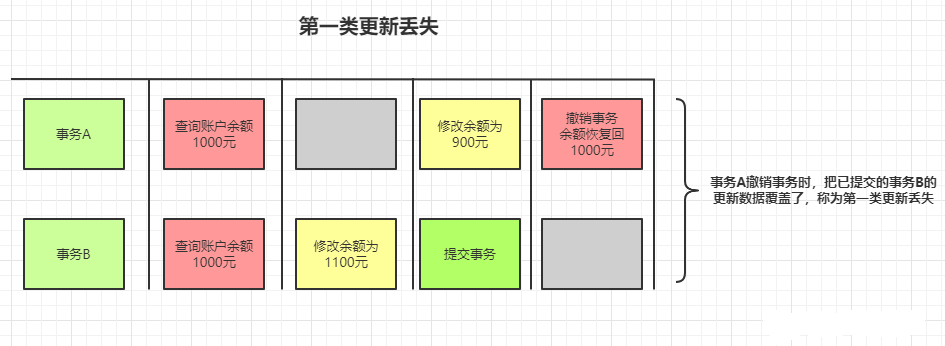 第一类更新丢失
事务A
查询账户余额
1000元
修改余额为
900元
撤销事务
余额恢复回
1000元
事务A撤销事务时，把已提交的事务B的
更新数据覆盖了，称为第一类更新丢失
事务B
查询账户余额
1000元
修改余额为
1100元
提交事务